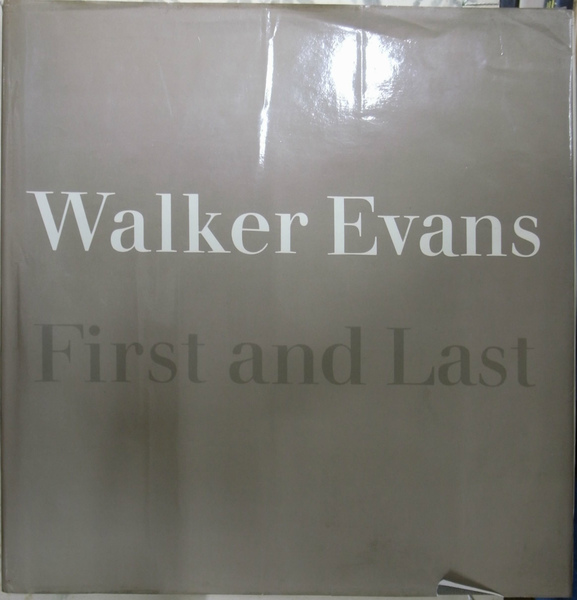 Walker Evans
First and Last